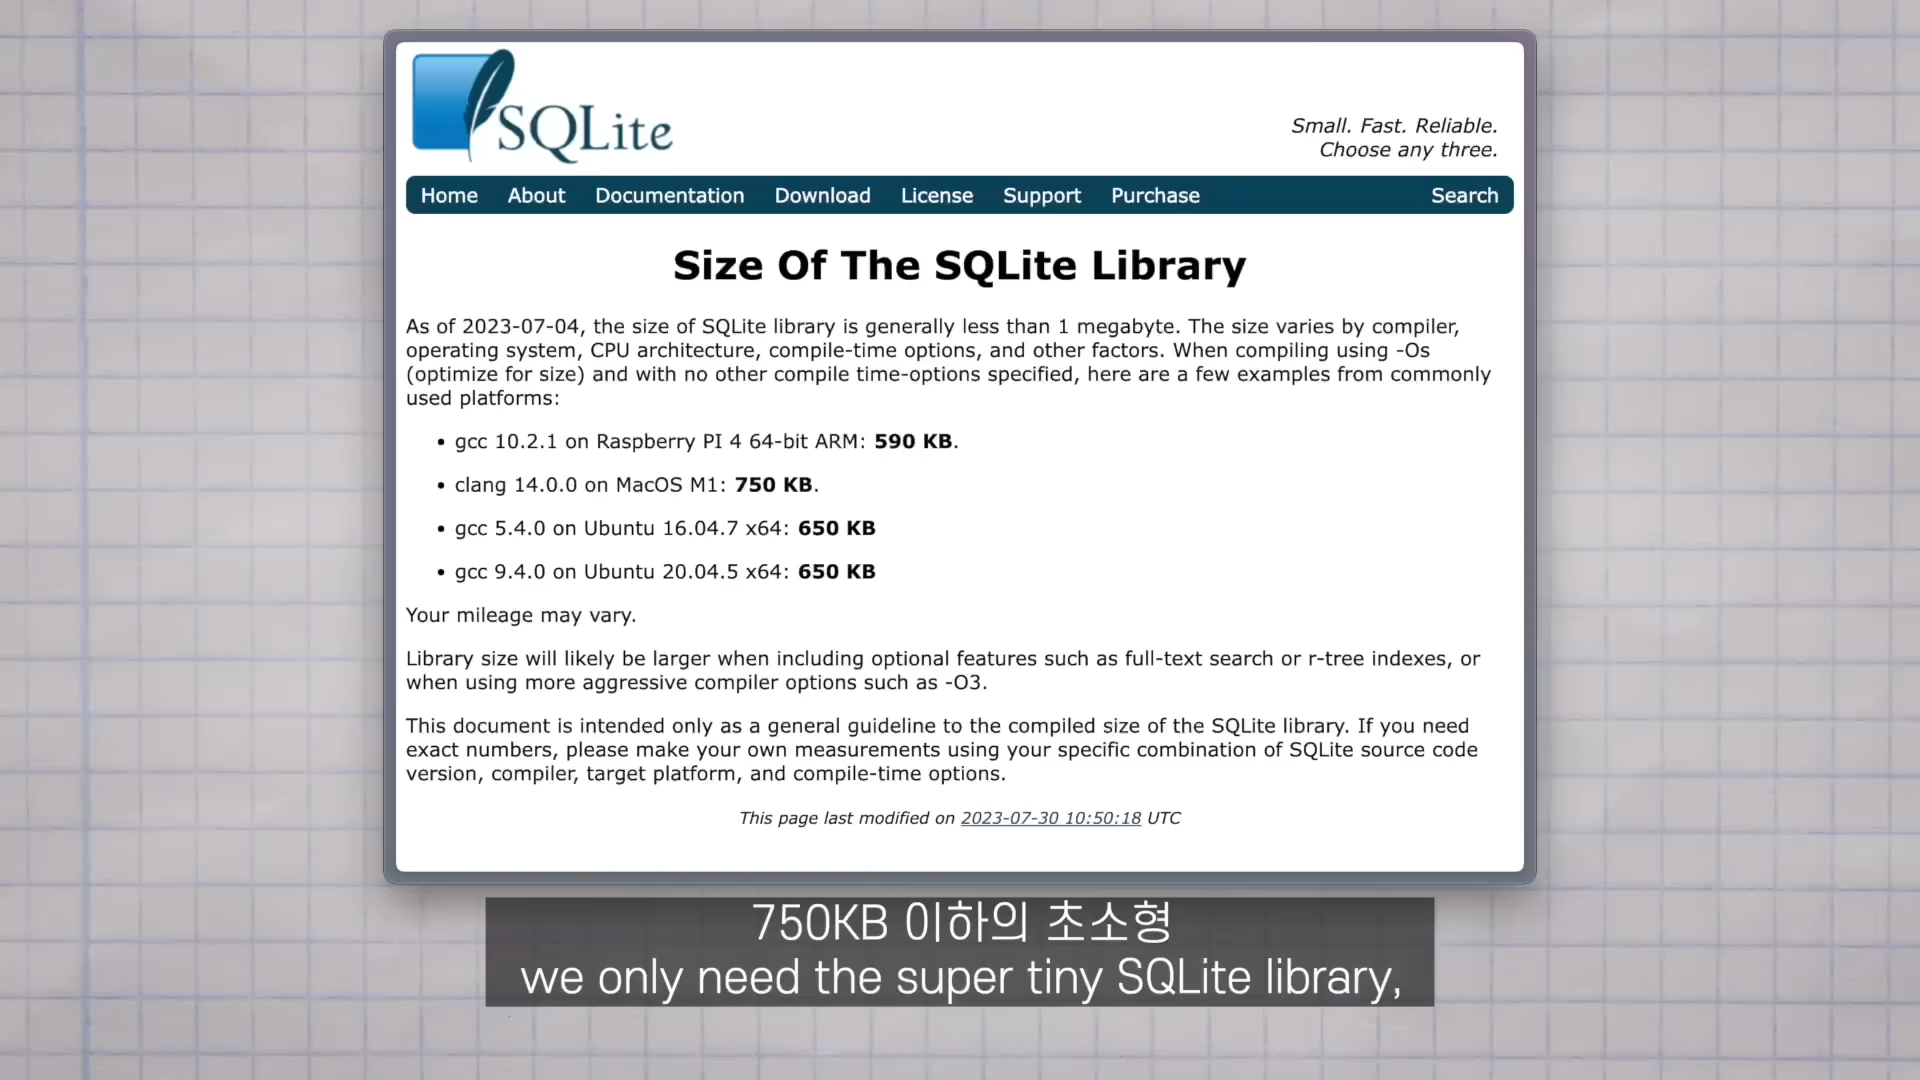 SQLite
Small. Fast. Reliable.
Choose any three.
Home About Documentation Download License Support Purchase Search
Size Of The SQLite Library
As of 2023-07-04, the size of SQLite library is generally less than 1 megabyte. The size varies by compiler,
operating system, CPU architecture, compile-time options, and other factors. When compiling using -Os
(optimize for size) and with no other compile time-options specified, here are a few examples from commonly
used platforms:
• gcc 10.2.1 on Raspberry PI 4 64-bit ARM: 590 KB.
• clang 14.0.0 on MacOS M1: 750 KB.
• gcc 5.4.0 on Ubuntu 16.04.7 x64: 650 KB
• gcc 9.4.0 on Ubuntu 20.04.5 x64: 650 KB
Your mileage may vary.
Library size will likely be larger when including optional features such as full-text search or r-tree indexes, or
when using more aggressive compiler options such as -O3.
This document is intended only as a general guideline to the compiled size of the SQLite library. If you need
exact numbers, please make your own measurements using your specific combination of SQLite source code
version, compiler, target platform, and compile-time options.
This page last modified on 2023-07-30 10:50:18 UTC
750KB 이하의 초소형
we only need the super tiny SQLite library,